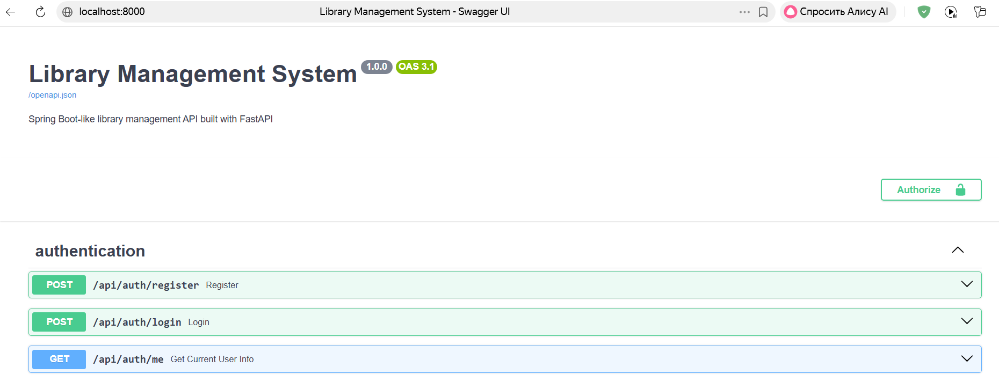 localhost:8000 Library Management System - Swagger UI Спросить Алису AI
Library Management System 1.0.0 OAS 3.1
/openapi.json
Spring Boot-like library management API built with FastAPI
Authorize
authentication
POST /api/auth/register Register
POST /api/auth/login Login
GET /api/auth/me Get Current User Info